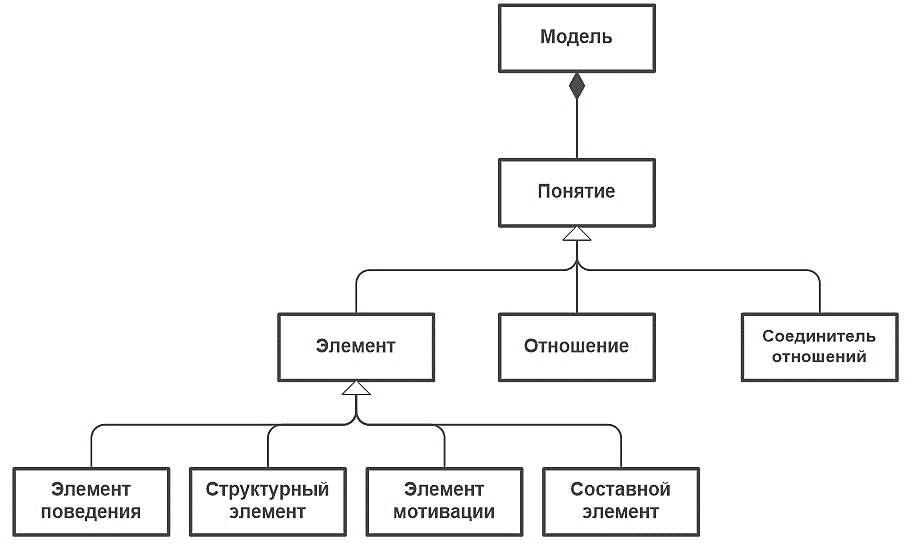 Модель
Понятие
Элемент
Отношение
Соединитель
отношений
Элемент
поведения
Структурный
элемент
Элемент
мотивации
Составной
элемент